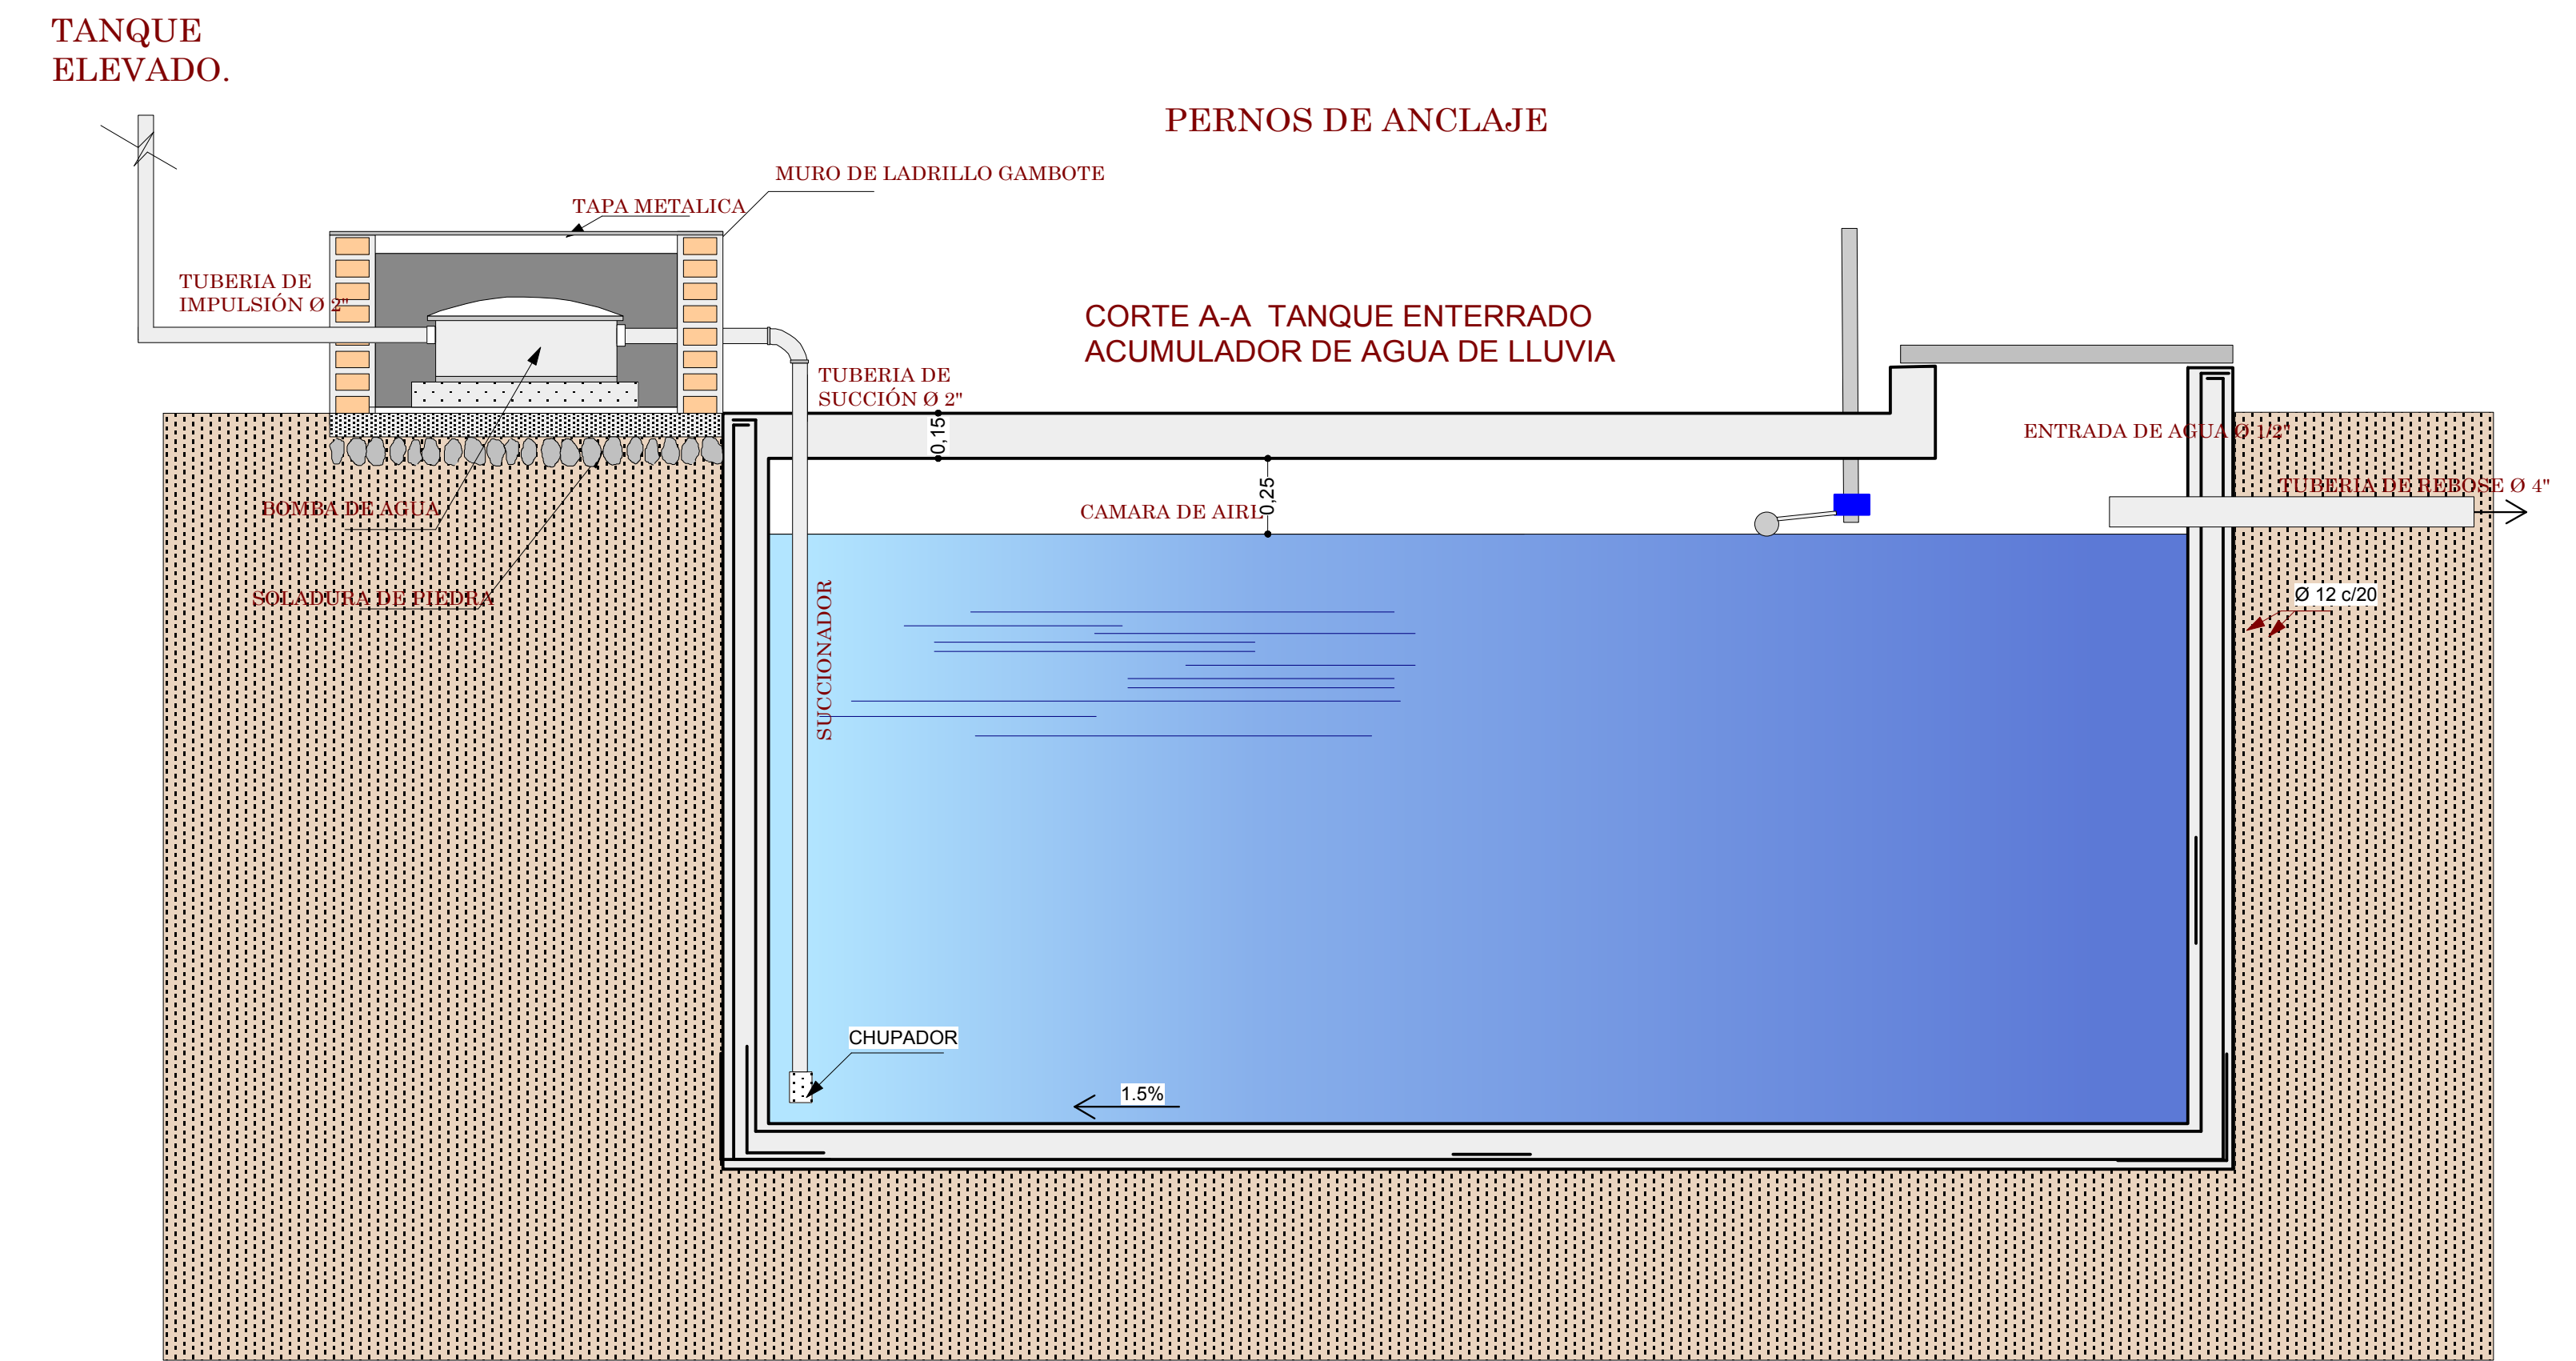 TANQUE
ELEVADO.
PERNOS DE ANCLAJE
MURO DE LADRILLO GAMBOTE
TAPA METALICA
TUBERIA DE
IMPULSIÓN Ø 2"
CORTE A-A  TANQUE ENTERRADO
ACUMULADOR DE AGUA DE LLUVIA
TUBERIA DE
SUCCIÓN Ø 2"
0,15
ENTRADA DE AGUA Ø 1/2"
TUBERIA DE REBOSE Ø 4"
BOMBA DE AGUA
CAMARA DE AIRE
0,25
SOLADURA DE PIEDRA
SUCCIONADOR
Ø 12 c/20
CHUPADOR
1.5%